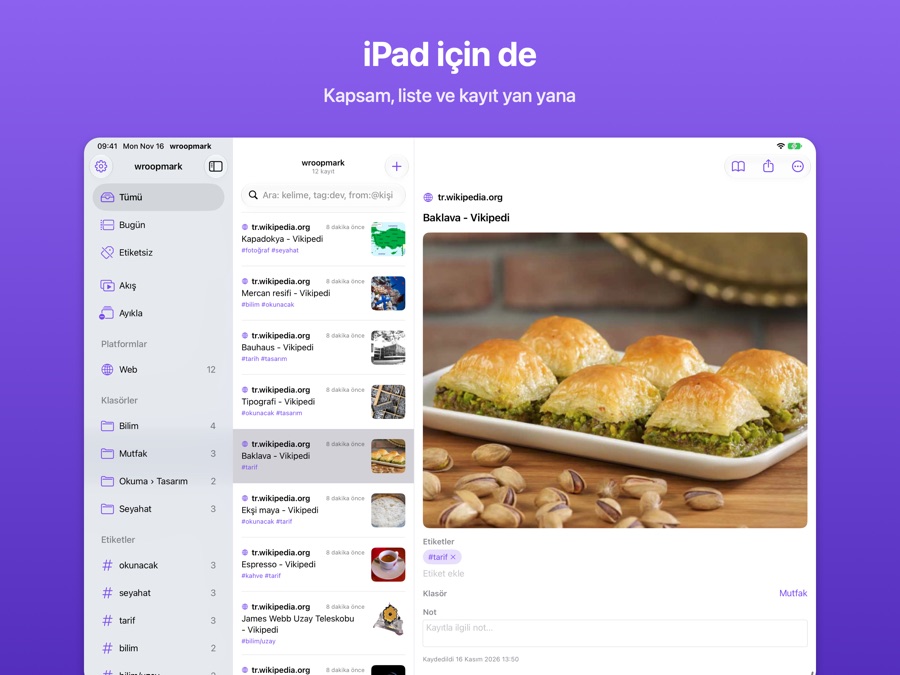 iPad için de
Kapsam, liste ve kayıt yan yana
09:41 Mon Nov 16 wroopmark
wroopmark
Tümü
Bugün
Etiketsiz
Akış
Ayıkla
Platformlar
Web 12
Klasörler
Bilim 4
Mutfak 3
Okuma › Tasarım 2
Seyahat 3
Etiketler
okunacak 3
seyahat 3
tarif 3
bilim 2
bilim/uzay 2
wroopmark
12 kayıt
Ara: kelime, tag:dev, from:@kişi
tr.wikipedia.org 8 dakika önce
Kapadokya - Vikipedi
#fotoğraf #seyahat
tr.wikipedia.org 8 dakika önce
Mercan resifi - Vikipedi
#bilim #okunacak
tr.wikipedia.org 8 dakika önce
Bauhaus - Vikipedi
#tarih #tasarım
tr.wikipedia.org 8 dakika önce
Tipografi - Vikipedi
#okunacak #tasarım
tr.wikipedia.org 8 dakika önce
Baklava - Vikipedi
#tarif
tr.wikipedia.org 8 dakika önce
Ekşi maya - Vikipedi
#okunacak #tarif
tr.wikipedia.org 8 dakika önce
Espresso - Vikipedi
#kahve #tarif
tr.wikipedia.org 8 dakika önce
James Webb Uzay Teleskobu
- Vikipedi
#bilim/uzay
tr.wikipedia.org 8 dakika önce
tr.wikipedia.org
Baklava - Vikipedi
Etiketler
#tarif ×
Etiket ekle
Klasör Mutfak
Not
Kayıtla ilgili not...
Kaydedildi 16 Kasım 2026 13:50